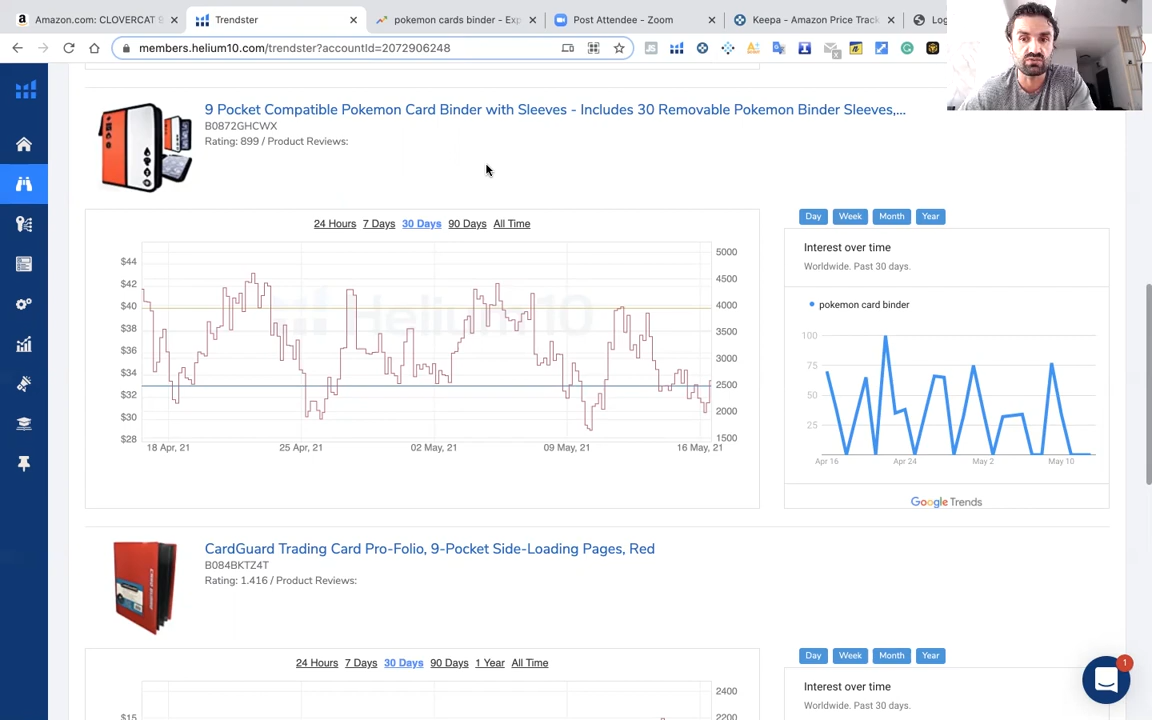 Amazon.com: CLOVERCAT 9
Trendster
pokemon cards binder - Exp
Post Attendee - Zoom
Keepa - Amazon Price Track
Log
members.helium10.com/trendster?accountId=2072906248
9 Pocket Compatible Pokemon Card Binder with Sleeves - Includes 30 Removable Pokemon Binder Sleeves,...
B0872GHCWX
Rating: 899 / Product Reviews:
24 Hours 7 Days 30 Days 90 Days All Time
Day Week Month Year
Interest over time
Worldwide. Past 30 days.
pokemon card binder
$44
$42
$40
$38
$36
$34
$32
$30
$28
5000
4500
4000
3500
3000
2500
2000
1500
Helium 10
18 Apr, 21 25 Apr, 21 02 May, 21 09 May, 21 16 May, 21
100
75
50
25
Apr 16 Apr 24 May 2 May 10
Google Trends
CardGuard Trading Card Pro-Folio, 9-Pocket Side-Loading Pages, Red
B084BKTZ4T
Rating: 1.416 / Product Reviews:
24 Hours 7 Days 30 Days 90 Days 1 Year All Time
Day Week Month Year
Interest over time
Worldwide. Past 30 days.
$15
2400
2200
1